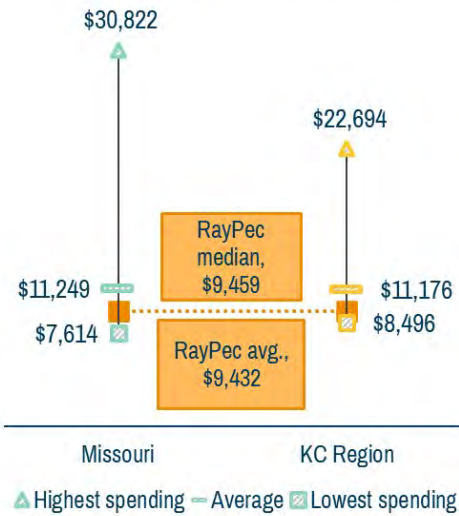 $30,822
$22,694
RayPec
median,
$9,459
$11,249
$11,176
$7,614
$8,496
RayPec avg.,
$9,432
Missouri
KC Region
Highest spending Average Lowest spending